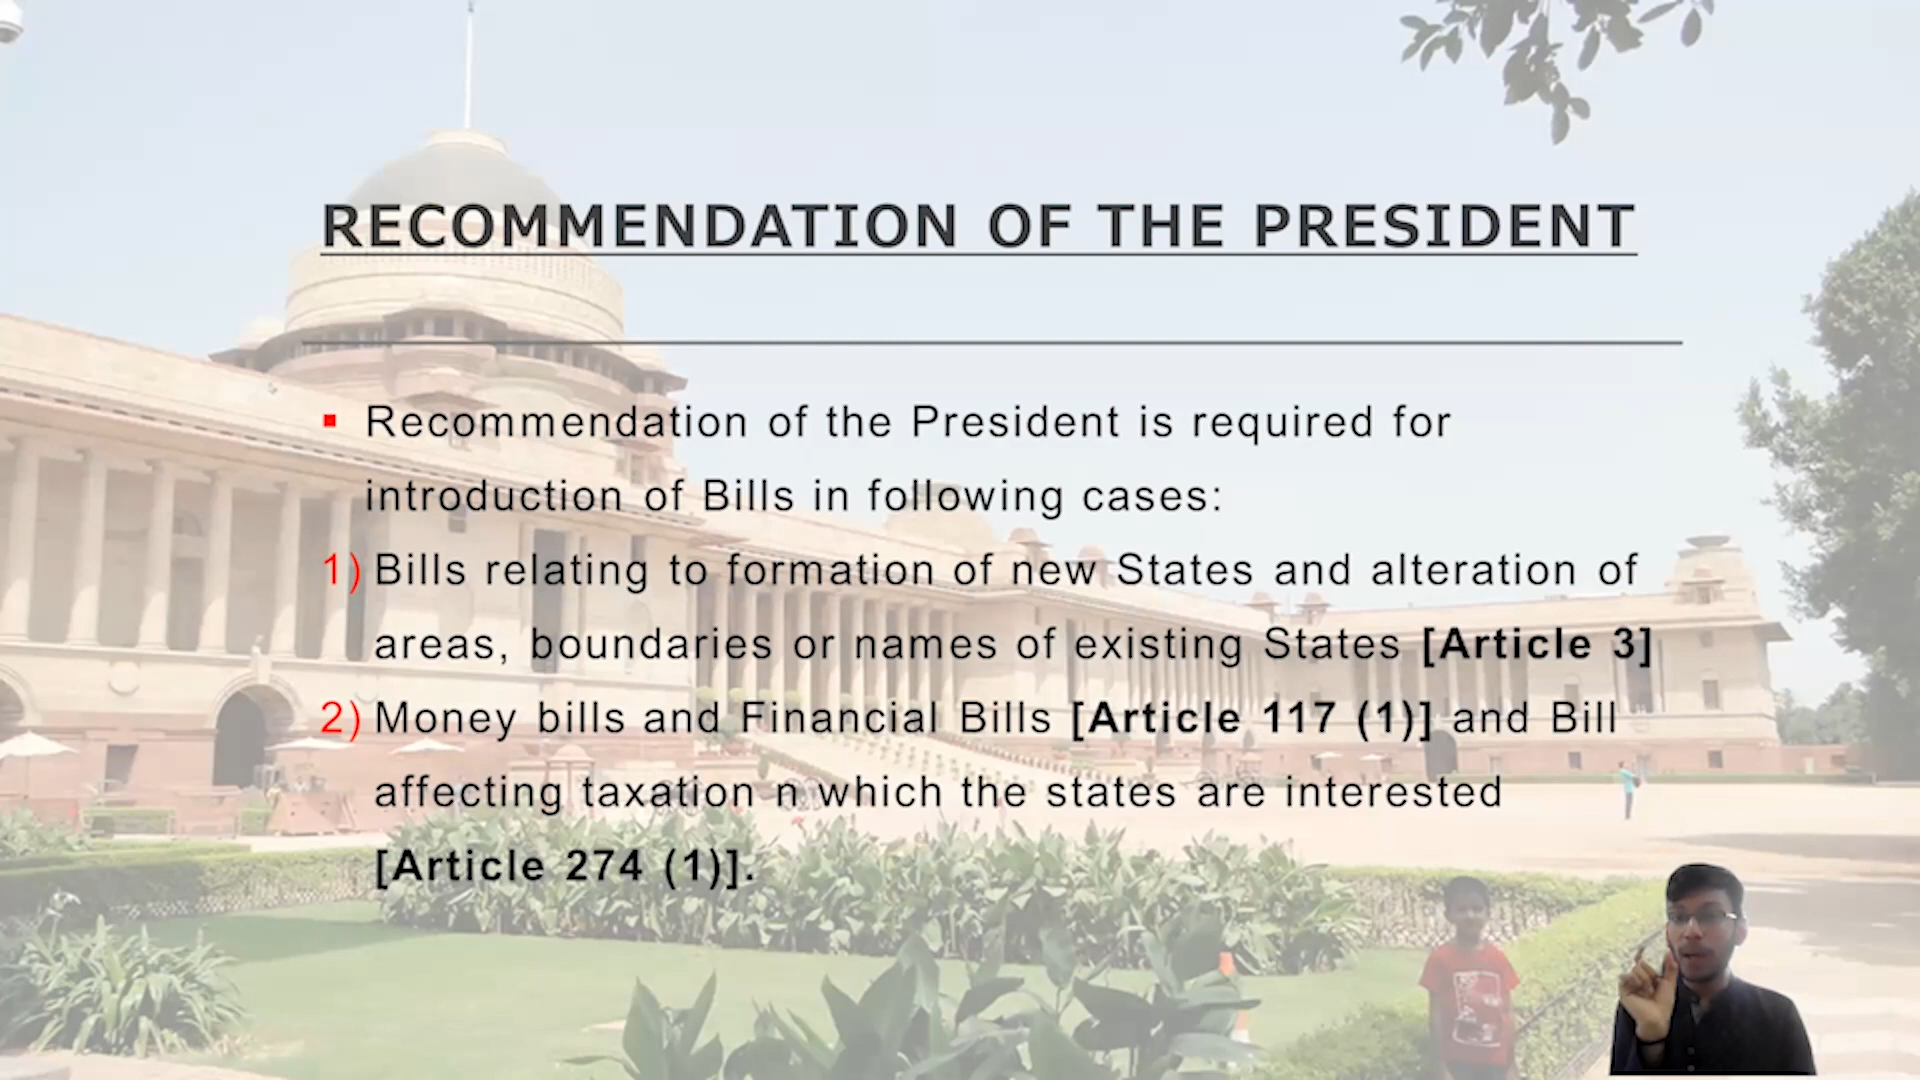 RECOMMENDATION OF THE PRESIDENT
▪ Recommendation of the President is required for
introduction of Bills in following cases:
1) Bills relating to formation of new States and alteration of
areas, boundaries or names of existing States [Article 3]
2) Money bills and Financial Bills [Article 117 (1)] and Bill
affecting taxation n which the states are interested
[Article 274 (1)].